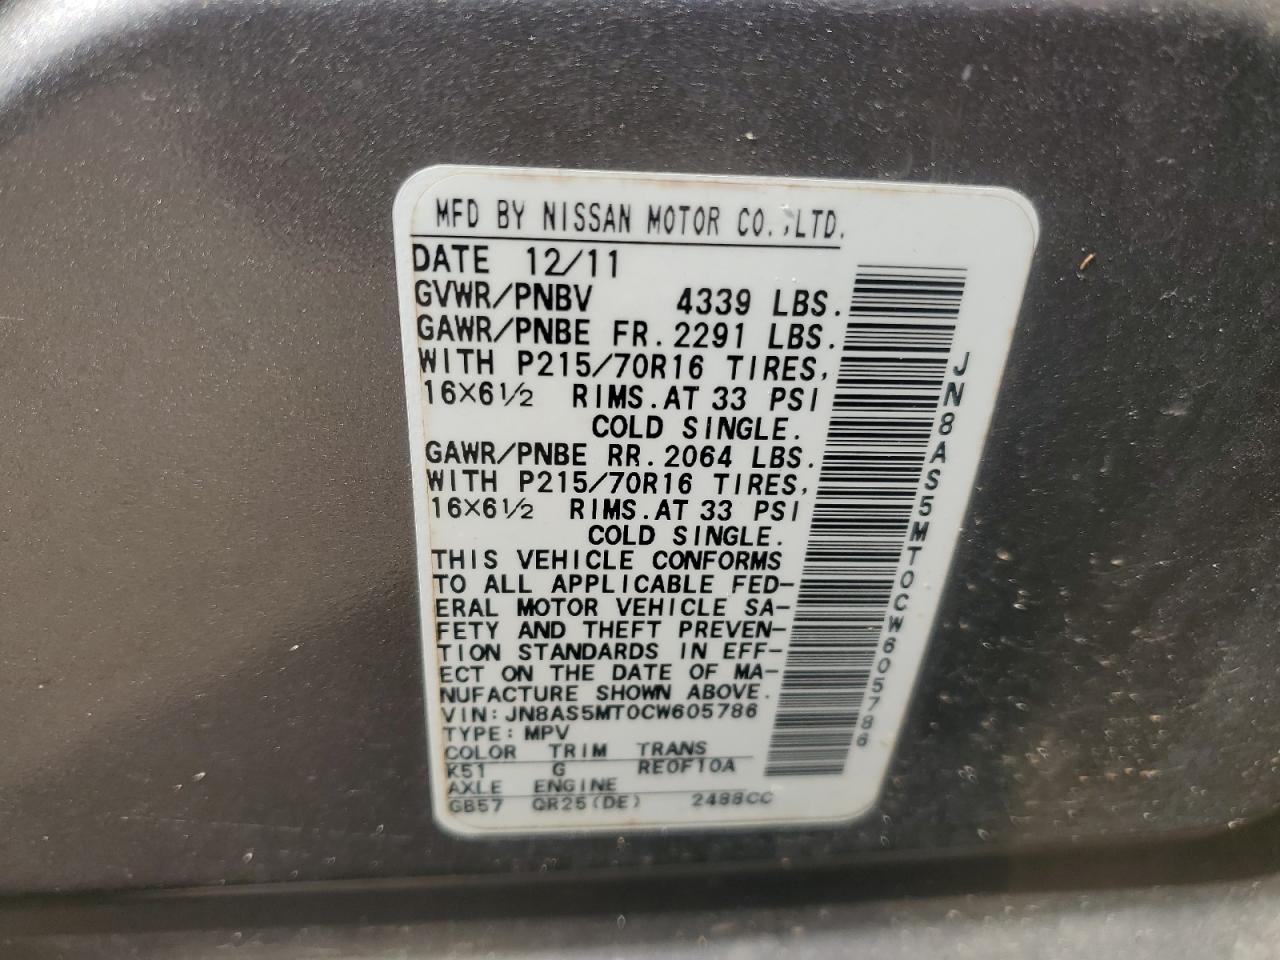 MFD BY NISSAN MOTOR CO.,LTD.
DATE 12/11
GVWR/PNBV 4339 LBS.
GAWR/PNBE FR. 2291 LBS.
WITH P215/70R16 TIRES,
16×6½ RIMS. AT 33 PSI
COLD SINGLE.
GAWR/PNBE RR. 2064 LBS.
WITH P215/70R16 TIRES,
16×6½ RIMS. AT 33 PSI
COLD SINGLE.
THIS VEHICLE CONFORMS
TO ALL APPLICABLE FED-
ERAL MOTOR VEHICLE SA-
FETY AND THEFT PREVEN-
TION STANDARDS IN EFF-
ECT ON THE DATE OF MA-
NUFACTURE SHOWN ABOVE.
VIN: JN8AS5MT0CW605786
TYPE: MPV
COLOR TRIM TRANS
K51 G RE0F10A
AXLE ENGINE
GB57 QR25(DE) 2488CC
JN8AS5MT0CW605786